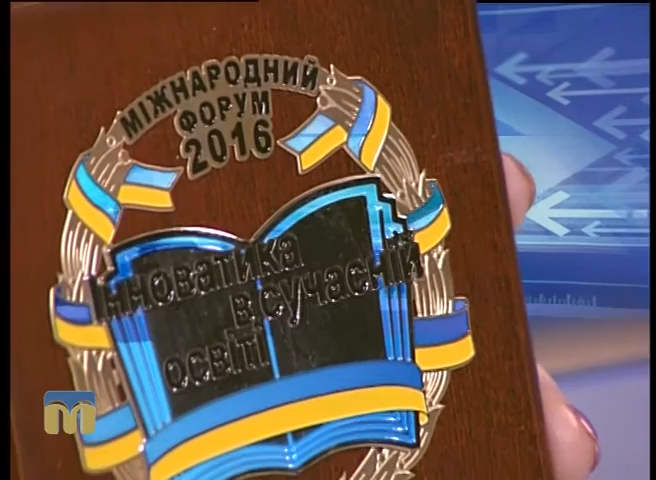 МІЖНАРОДНИЙ
ФОРУМ
2016
Інноватика
в сучасній
освіті